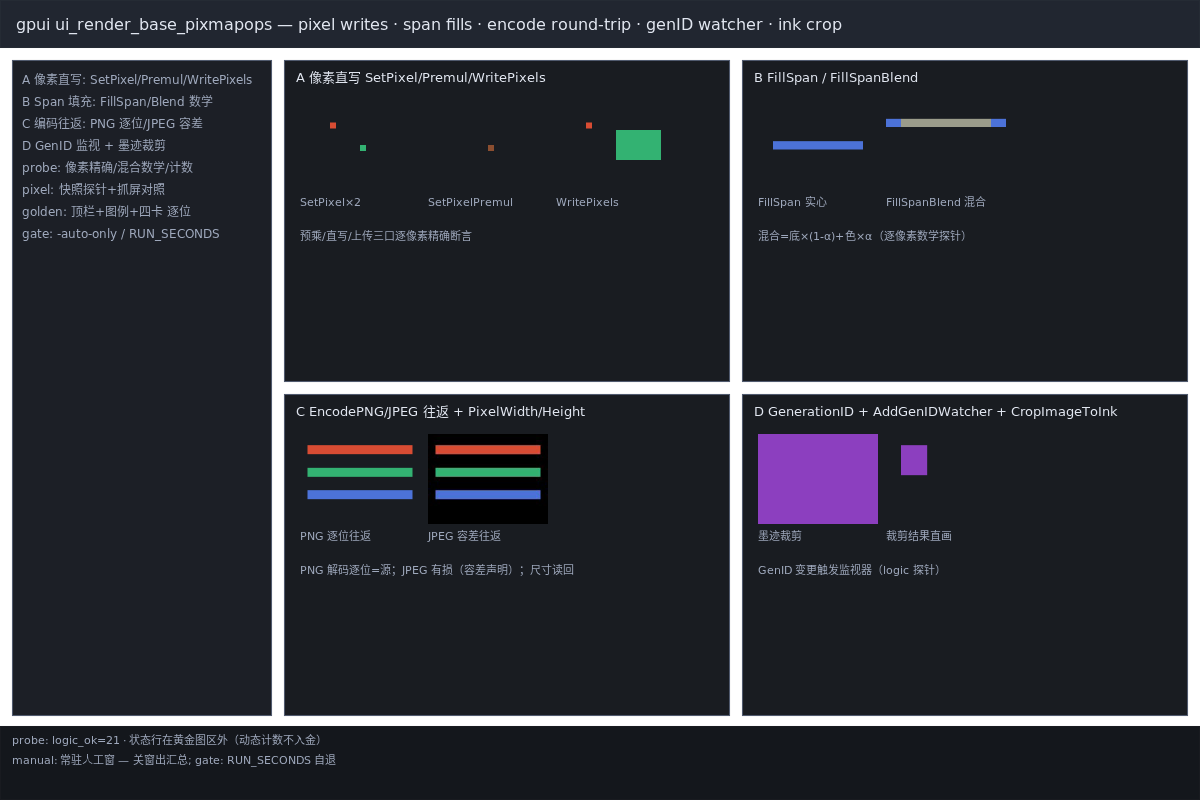 gpui ui_render_base_pixmapops — pixel writes · span fills · encode round-trip · genID watcher · ink crop
A 像素直写: SetPixel/Premul/WritePixels
B Span 填充: FillSpan/Blend 数学
C 编码往返: PNG 逐位/JPEG 容差
D GenID 监视 + 墨迹裁剪
probe: 像素精确/混合数学/计数
pixel: 快照探针+抓屏对照
golden: 顶栏+图例+四卡 逐位
gate: -auto-only / RUN_SECONDS
A 像素直写 SetPixel/Premul/WritePixels
SetPixel×2
SetPixelPremul
WritePixels
预乘/直写/上传三口逐像素精确断言
B FillSpan / FillSpanBlend
FillSpan 实心
FillSpanBlend 混合
混合=底×(1-α)+色×α（逐像素数学探针）
C EncodePNG/JPEG 往返 + PixelWidth/Height
PNG 逐位往返
JPEG 容差往返
PNG 解码逐位=源；JPEG 有损（容差声明）；尺寸读回
D GenerationID + AddGenIDWatcher + CropImageToInk
墨迹裁剪
裁剪结果直画
GenID 变更触发监视器（logic 探针）
probe: logic_ok=21 · 状态行在黄金图区外（动态计数不入金）
manual: 常驻人工窗 — 关窗出汇总; gate: RUN_SECONDS 自退